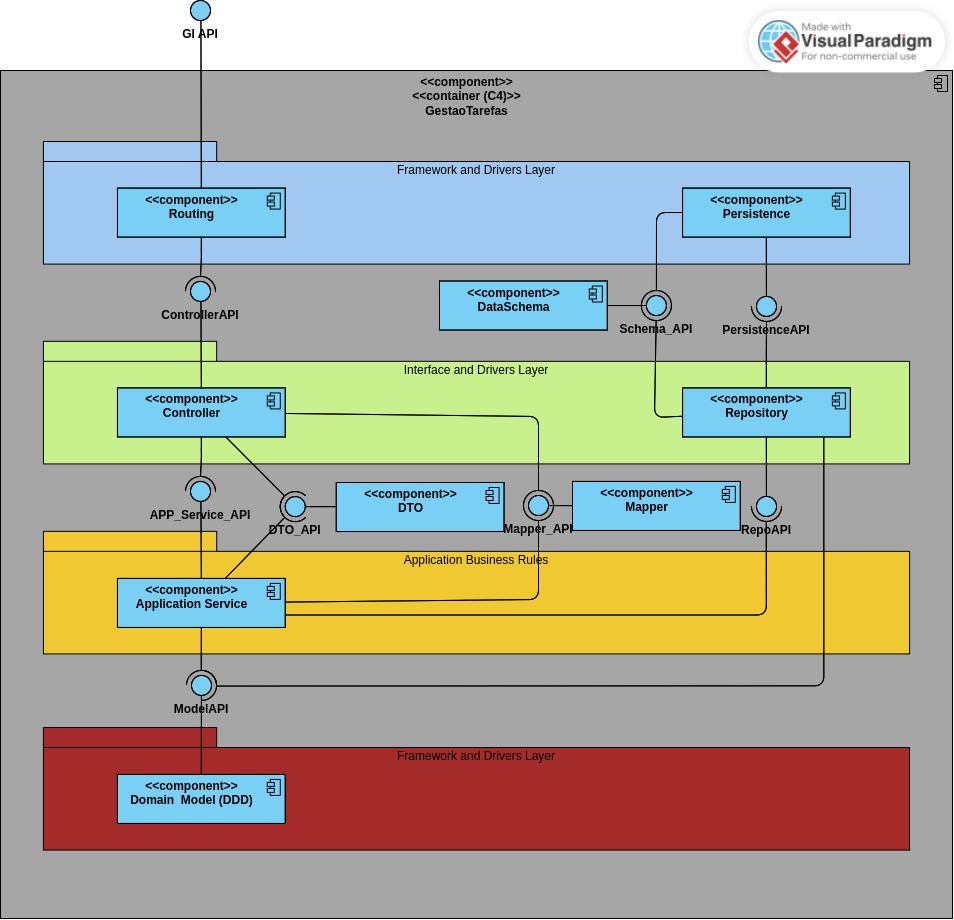 GI API
Made with
VisualParadigm
For non-commercial use
<<component>>
<<container (C4)>>
GestaoTarefas
Framework and Drivers Layer
<<component>>
Routing
<<component>>
Persistence
ControllerAPI
<<component>>
DataSchema
Schema_API
PersistenceAPI
Interface and Drivers Layer
<<component>>
Controller
<<component>>
Repository
APP_Service_API
DTO_API
<<component>>
DTO
Mapper_API
<<component>>
Mapper
RepoAPI
Application Business Rules
<<component>>
Application Service
ModelAPI
Framework and Drivers Layer
<<component>>
Domain  Model (DDD)